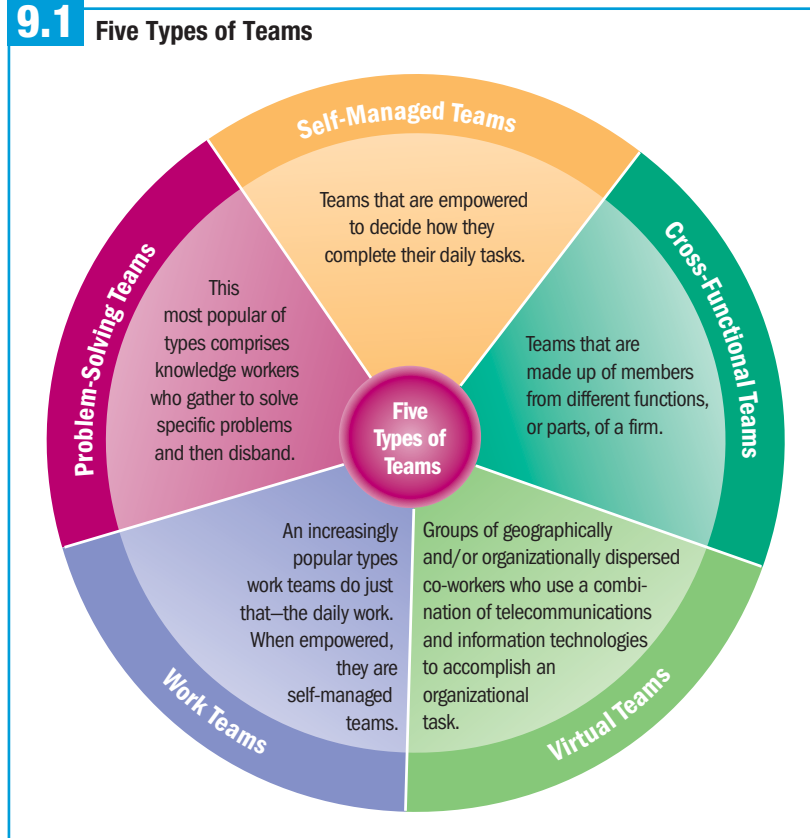 9.1 Five Types of Teams
Self-Managed Teams
Teams that are empowered
to decide how they
complete their daily tasks.
Cross-Functional Teams
Teams that are
made up of members
from different functions,
or parts, of a firm.
Virtual Teams
Groups of geographically
and/or organizationally dispersed
co-workers who use a combi-
nation of telecommunications
and information technologies
to accomplish an
organizational
task.
Work Teams
An increasingly
popular types
work teams do just
that—the daily work.
When empowered,
they are
self-managed
teams.
Problem-Solving Teams
This
most popular of
types comprises
knowledge workers
who gather to solve
specific problems
and then disband.
Five
Types of
Teams